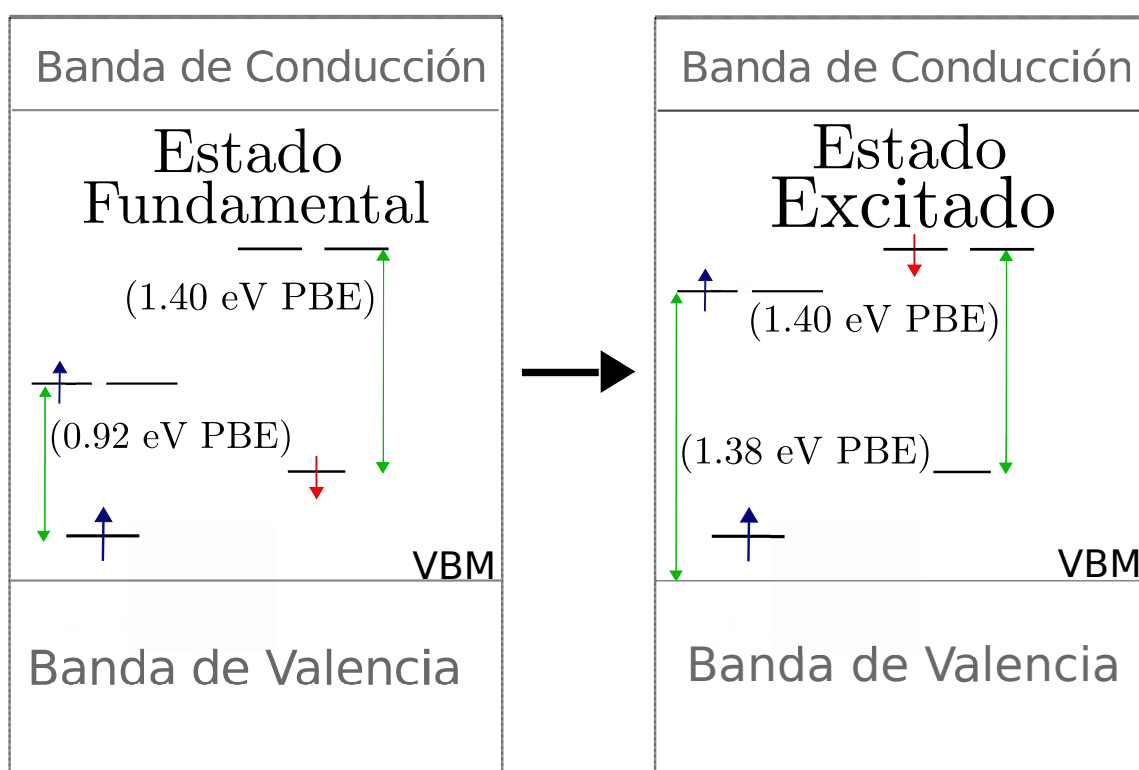 Banda de Conducción
Estado
Fundamental
(1.40 eV PBE)
(0.92 eV PBE)
VBM
Banda de Valencia
Banda de Conducción
Estado
Excitado
(1.40 eV PBE)
(1.38 eV PBE)
VBM
Banda de Valencia